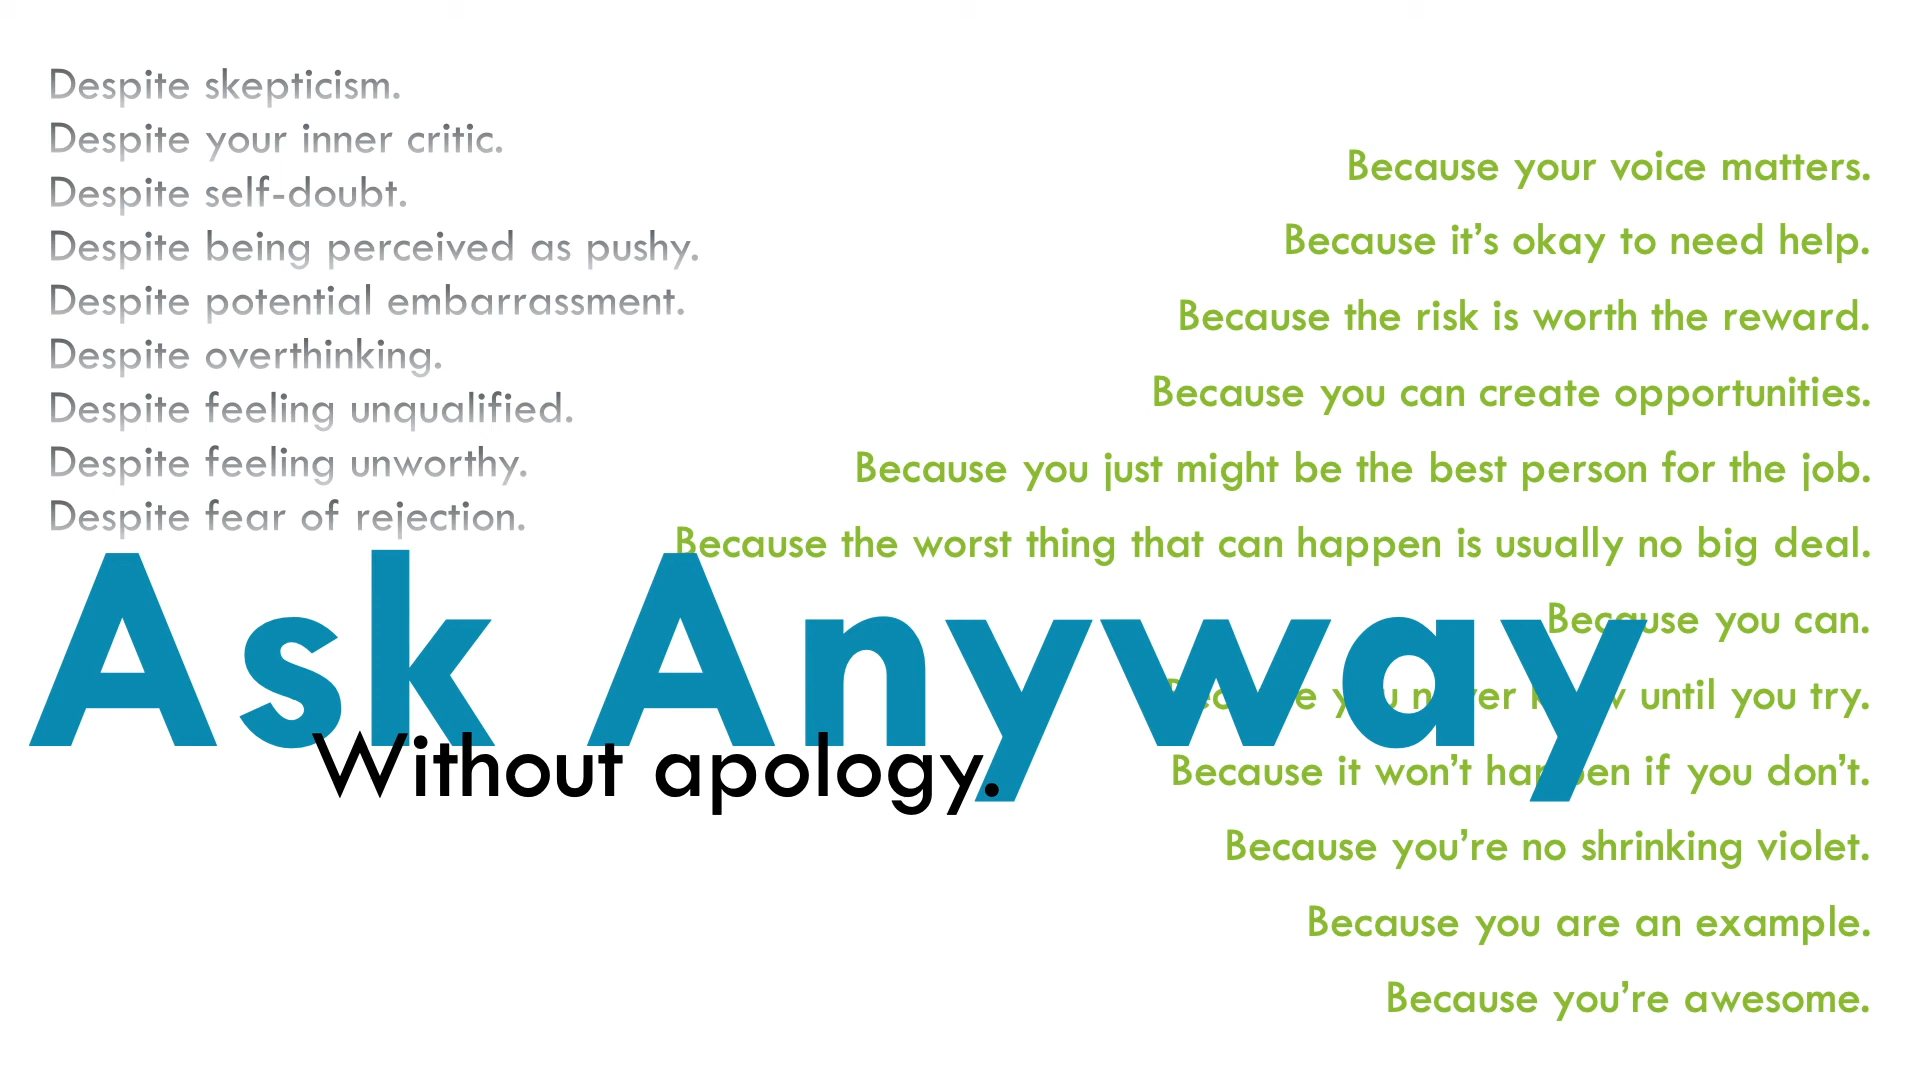 Despite skepticism.
Despite your inner critic.
Despite self-doubt.
Despite being perceived as pushy.
Despite potential embarrassment.
Despite overthinking.
Despite feeling unqualified.
Despite feeling unworthy.
Despite fear of rejection.
Ask Anyway
Without apology.
Because your voice matters.
Because it’s okay to need help.
Because the risk is worth the reward.
Because you can create opportunities.
Because you just might be the best person for the job.
Because the worst thing that can happen is usually no big deal.
Because you can.
Because you never until you try.
Because it won’t happen if you don’t.
Because you’re no shrinking violet.
Because you are an example.
Because you’re awesome.